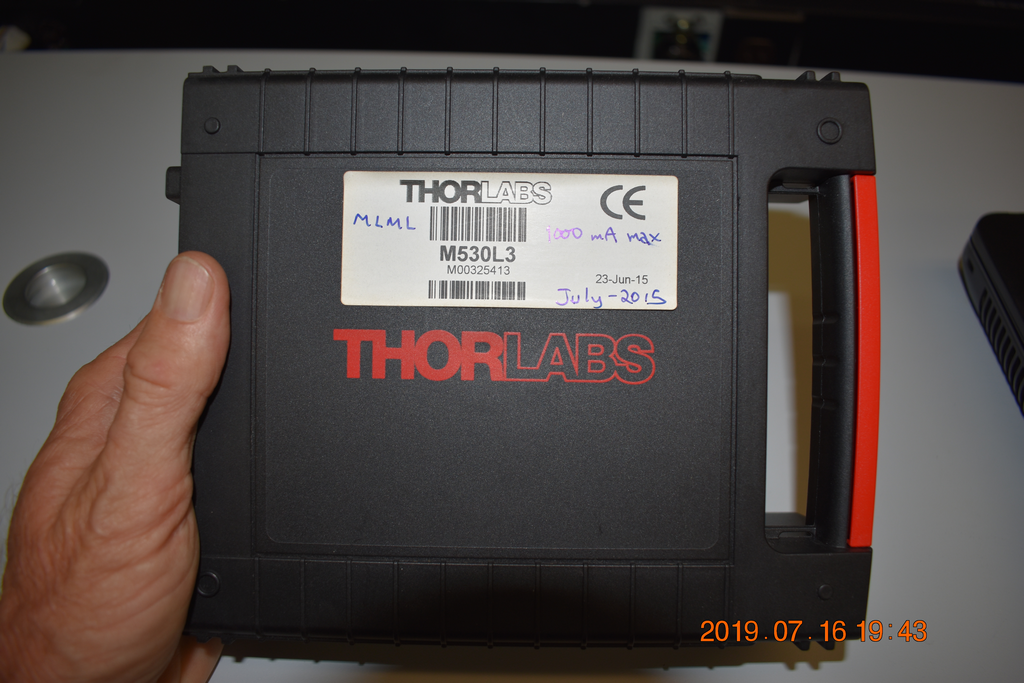 THORLABS
CE
MLML
1000 mA max
M530L3
M00325413
23-Jun-15
July-2015
THORLABS
2019.07.16 19:43